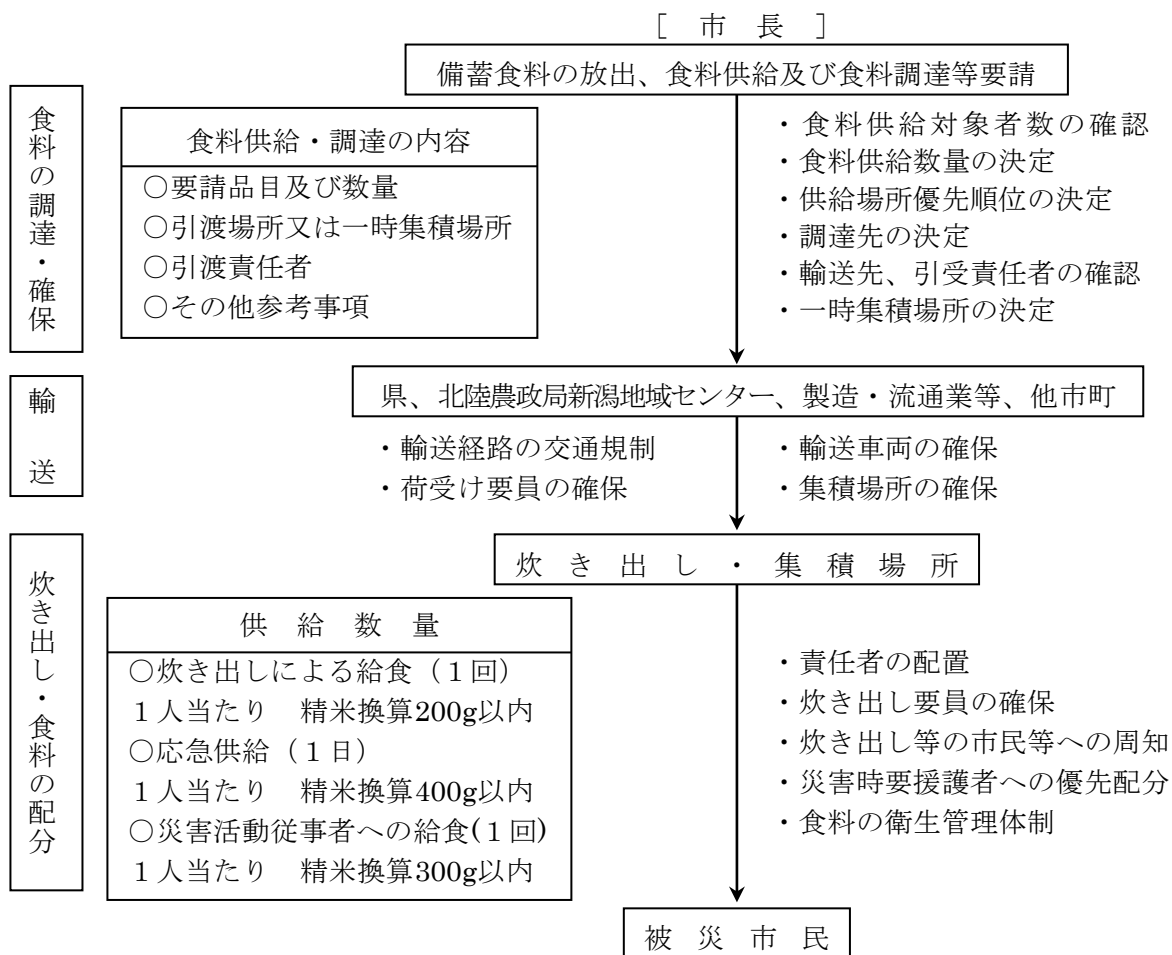 ［　市　長　］
備蓄食料の放出、食料供給及び食料調達等要請
食料の調達・確保
食料供給・調達の内容
○要請品目及び数量
○引渡場所又は一時集積場所
○引渡責任者
○その他参考事項
・食料供給対象者数の確認
・食料供給数量の決定
・供給場所優先順位の決定
・調達先の決定
・輸送先、引受責任者の確認
・一時集積場所の決定
輸　送
県、北陸農政局新潟地域センター、製造・流通業等、他市町
・輸送経路の交通規制
・荷受け要員の確保
・輸送車両の確保
・集積場所の確保
炊き出し・食料の配分
炊　き　出　し　・　集　積　場　所
供　給　数　量
○炊き出しによる給食（１回）
１人当たり　精米換算200g以内
○応急供給（１日）
１人当たり　精米換算400g以内
○災害活動従事者への給食(１回)
１人当たり　精米換算300g以内
・責任者の配置
・炊き出し要員の確保
・炊き出し等の市民等への周知
・災害時要援護者への優先配分
・食料の衛生管理体制
被　災　市　民